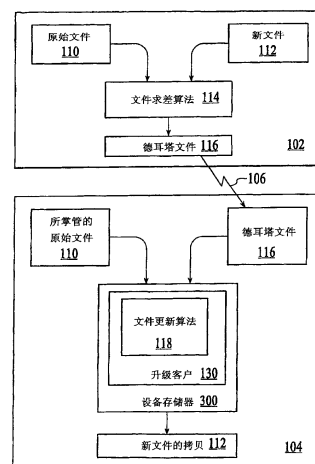 原始文件
110
新文件
112
文件求差算法 114
德耳塔文件 116
102
106
所掌管的
原始文件
110
德耳塔文件
116
文件更新算法
118
升级客户 130
设备存储器 300
新文件的拷贝 112
104